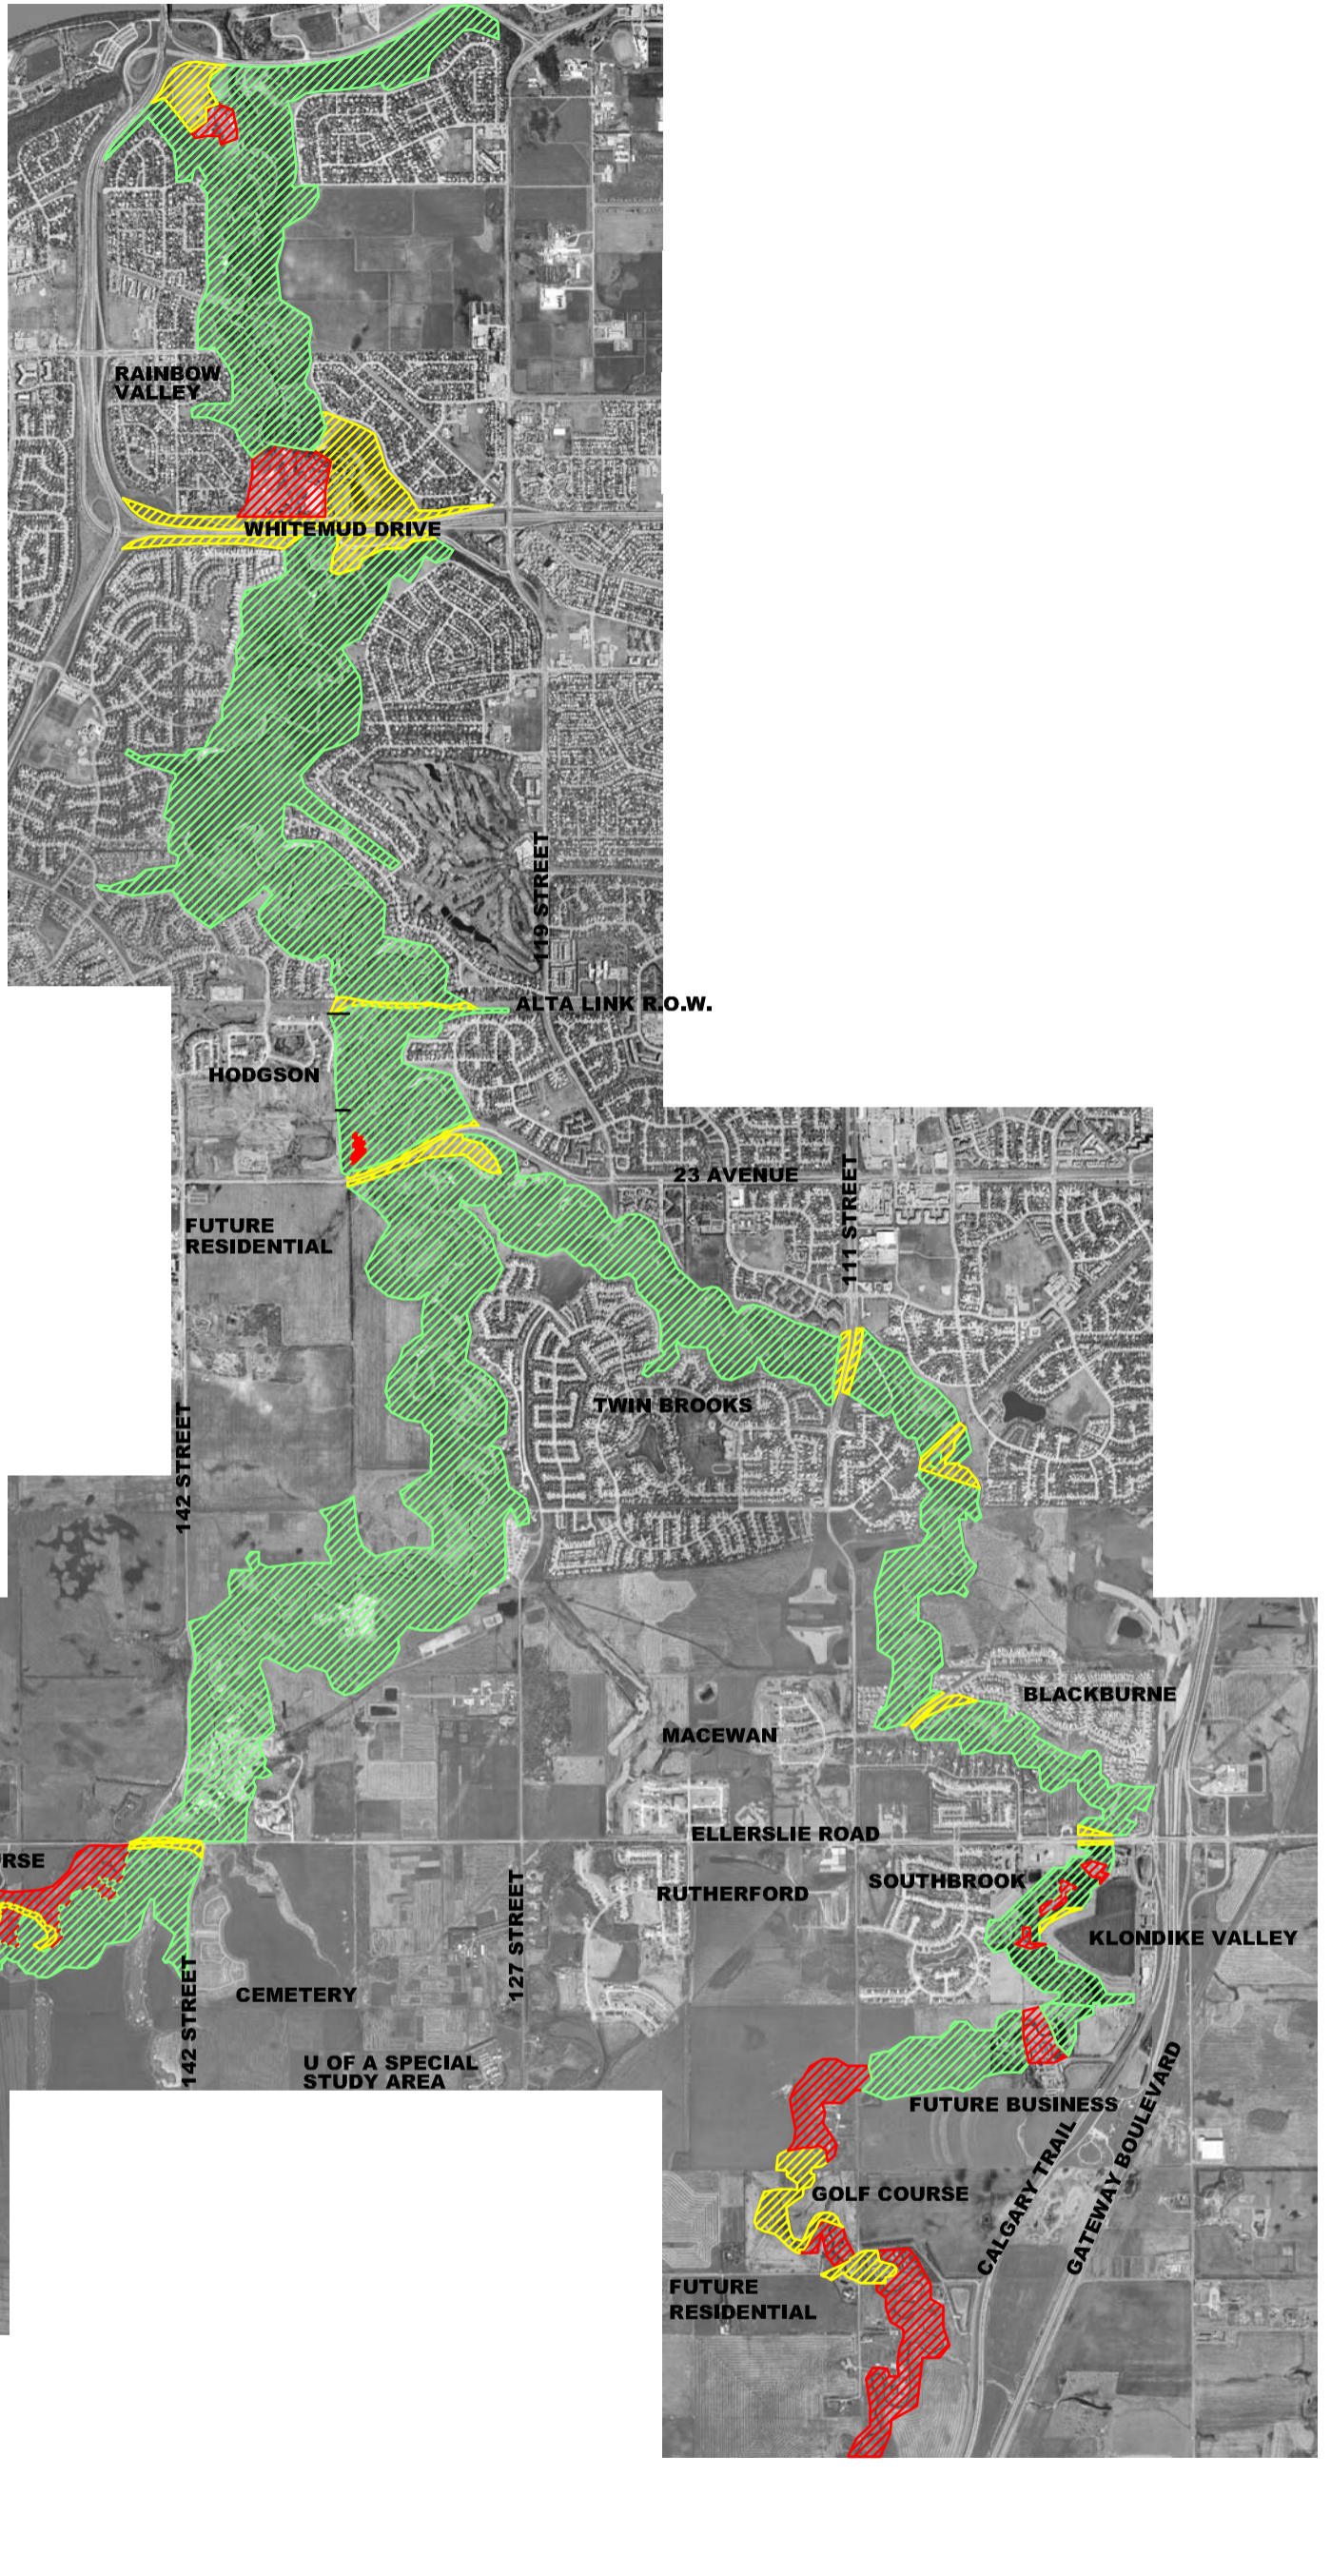 RAINBOW
VALLEY
WHITEMUD DRIVE
119 STREET
ALTA LINK R.O.W.
HODGSON
23 AVENUE
111 STREET
FUTURE
RESIDENTIAL
TWIN BROOKS
142 STREET
BLACKBURNE
MACEWAN
ELLERSLIE ROAD
RSE
SOUTHBROOK
RUTHERFORD
127 STREET
KLONDIKE VALLEY
142 STREET
CEMETERY
U OF A SPECIAL
STUDY AREA
FUTURE BUSINESS
CALGARY TRAIL
GATEWAY BOULEVARD
GOLF COURSE
FUTURE
RESIDENTIAL